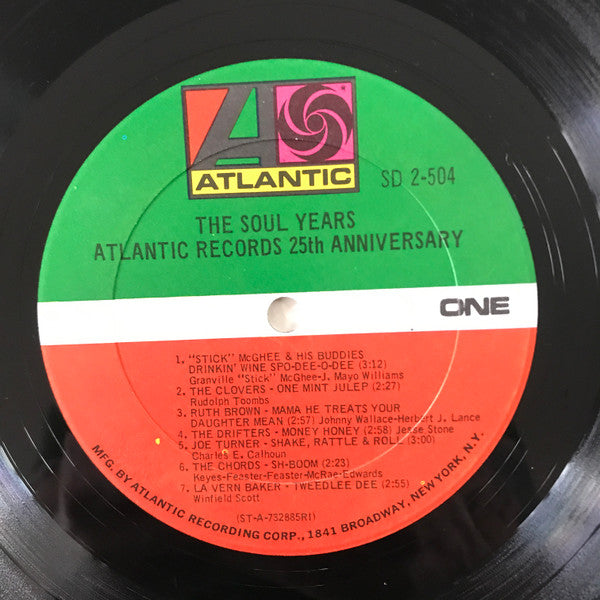 ATLANTIC
SD 2-504
THE SOUL YEARS
ATLANTIC RECORDS 25th ANNIVERSARY
ONE
1. "STICK" McGHEE & HIS BUDDIES
DRINKIN' WINE SPO-DEE-O-DEE (3:12)
Granville "Stick" McGhee-J. Mayo Williams
2. THE CLOVERS - ONE MINT JULEP (2:27)
Rudolph Toombs
3. RUTH BROWN - MAMA HE TREATS YOUR
DAUGHTER MEAN (2:57) Johnny Wallace-Herbert J. Lance
4. THE DRIFTERS - MONEY HONEY (2:58) Jesse Stone
5. JOE TURNER - SHAKE, RATTLE & ROLL (3:00)
Charles E. Calhoun
6. THE CHORDS - SH-BOOM (2:23)
Keyes-Feaster-Feaster-McRae-Edwards
7. LA VERN BAKER - TWEEDLEE DEE (2:55)
Winfield Scott
(ST-A-732885RI)
MFG. BY ATLANTIC RECORDING CORP., 1841 BROADWAY, NEW YORK, N.Y.